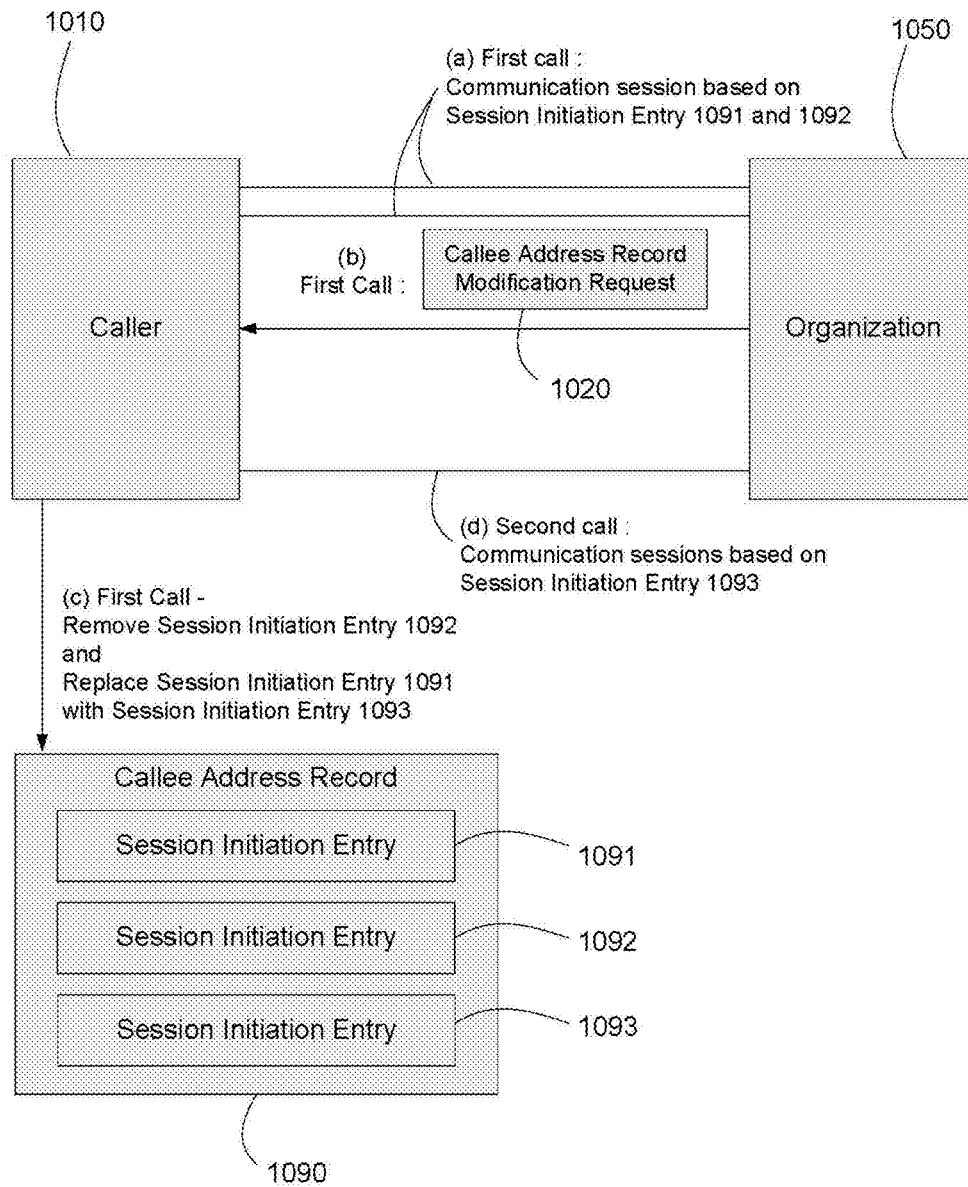 1010
1050
(a) First call :
Communication session based on
Session Initiation Entry 1091 and 1092
(b)
First Call :
Callee Address Record
Modification Request
Caller
Organization
1020
(d) Second call :
Communication sessions based on
Session Initiation Entry 1093
(c) First Call -
Remove Session Initiation Entry 1092
and
Replace Session Initiation Entry 1091
with Session Initiation Entry 1093
Callee Address Record
Session Initiation Entry
1091
Session Initiation Entry
1092
Session Initiation Entry
1093
1090